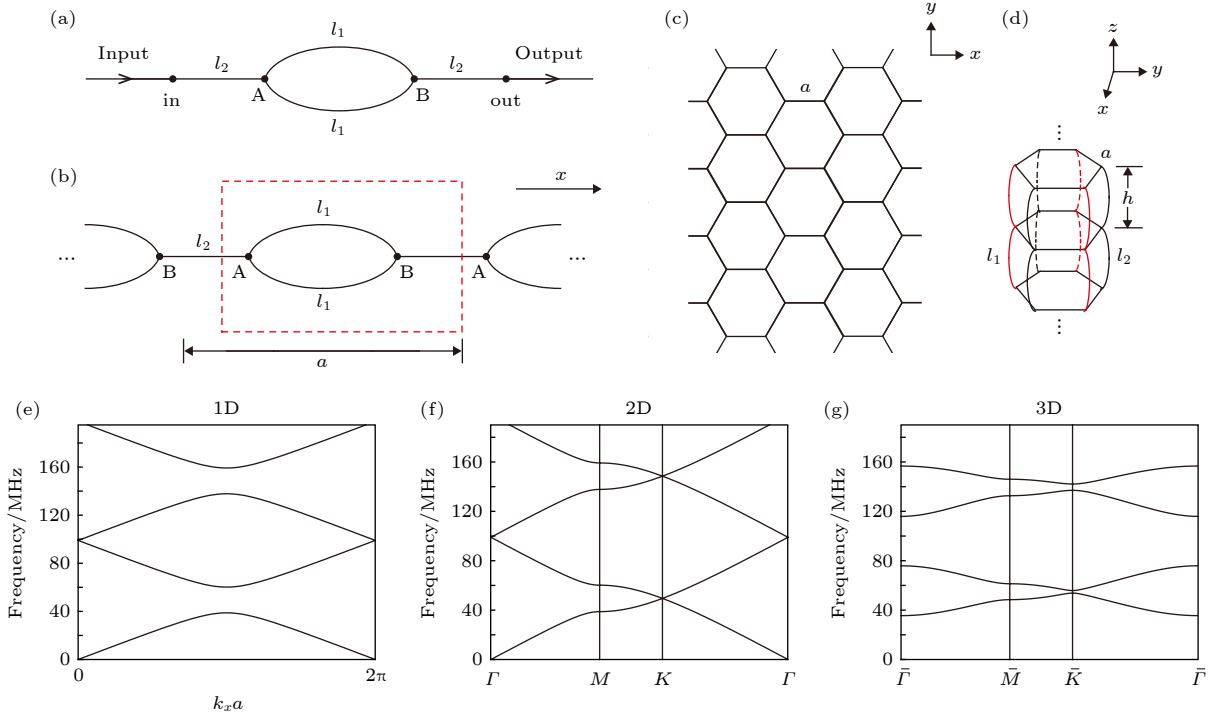 (a)
l₁
Input
l₂
l₂
Output
in
A
B
out
l₁
(b)
x
l₁
...
l₂
B
A
B
A
...
l₁
a
(c)
y
x
a
(d)
z
y
x
...
a
h
l₁
l₂
...
(e)
1D
Frequency/MHz
160
120
80
40
0
0
2π
kₓa
(f)
2D
Frequency/MHz
160
120
80
40
0
Γ
M
K
Γ
(g)
3D
Frequency/MHz
160
120
80
40
0
Γ̄
M̄
K̄
Γ̄